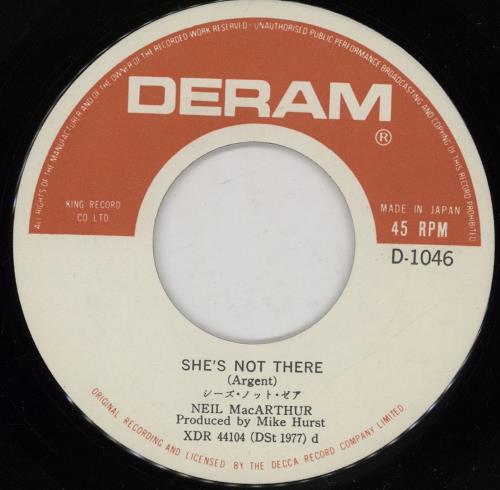 ALL RIGHTS OF THE MANUFACTURER AND OF THE OWNER OF THE RECORDED WORK RESERVED - UNAUTHORISED PUBLIC PERFORMANCE BROADCASTING AND COPYING OF THIS RECORD PROHIBITED
DERAM
®
KING RECORD
CO LTD
MADE IN JAPAN
45 RPM
D-1046
SHE'S NOT THERE
(Argent)
シーズ・ノット・ゼア
NEIL MacARTHUR
Produced by Mike Hurst
XDR 44104 (DSt 1977) d
ORIGINAL RECORDING AND LICENSED BY THE DECCA RECORD COMPANY LIMITED